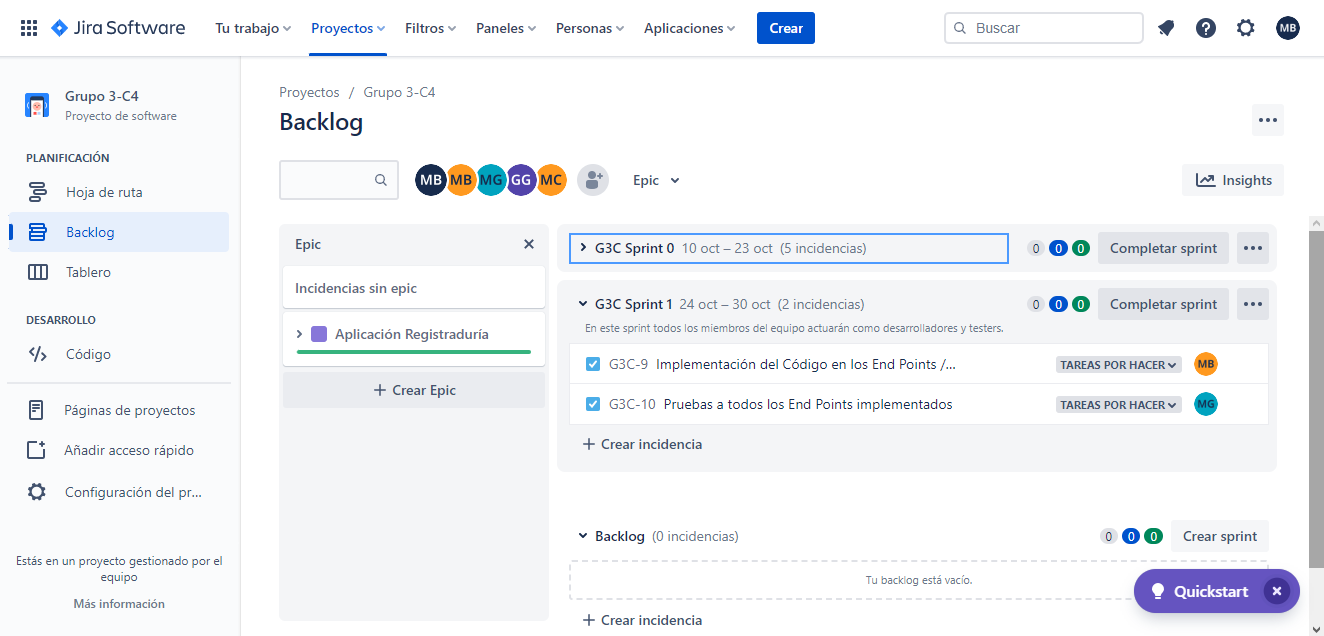 Jira Software Tu trabajo Proyectos Filtros Paneles Personas Aplicaciones Crear Buscar MB
Grupo 3-C4
Proyecto de software
PLANIFICACIÓN
Hoja de ruta
Backlog
Tablero
DESARROLLO
Código
Páginas de proyectos
Añadir acceso rápido
Configuración del pr...
Estás en un proyecto gestionado por el
equipo
Más información
Proyectos / Grupo 3-C4
Backlog
MB MB MG GG MC Epic Insights
Epic
Incidencias sin epic
Aplicación Registraduría
+ Crear Epic
G3C Sprint 0 10 oct – 23 oct (5 incidencias) 0 0 0 Completar sprint
G3C Sprint 1 24 oct – 30 oct (2 incidencias) 0 0 0 Completar sprint
En este sprint todos los miembros del equipo actuarán como desarrolladores y testers.
G3C-9 Implementación del Código en los End Points /... TAREAS POR HACER MB
G3C-10 Pruebas a todos los End Points implementados TAREAS POR HACER MG
+ Crear incidencia
Backlog (0 incidencias) 0 0 0 Crear sprint
Tu backlog está vacío.
Quickstart
+ Crear incidencia